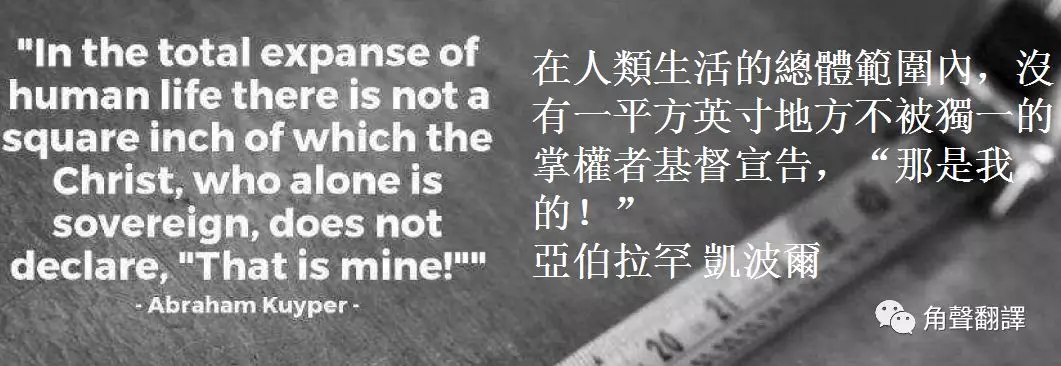 "In the total expanse of
human life there is not a
square inch of which the
Christ, who alone is
sovereign, does not
declare, "That is mine!""
- Abraham Kuyper -
在人類生活的總體範圍內，沒
有一平方英寸地方不被獨一的
掌權者基督宣告，“那是我
的！”
亞伯拉罕 凱波爾
20
21
角聲翻譯